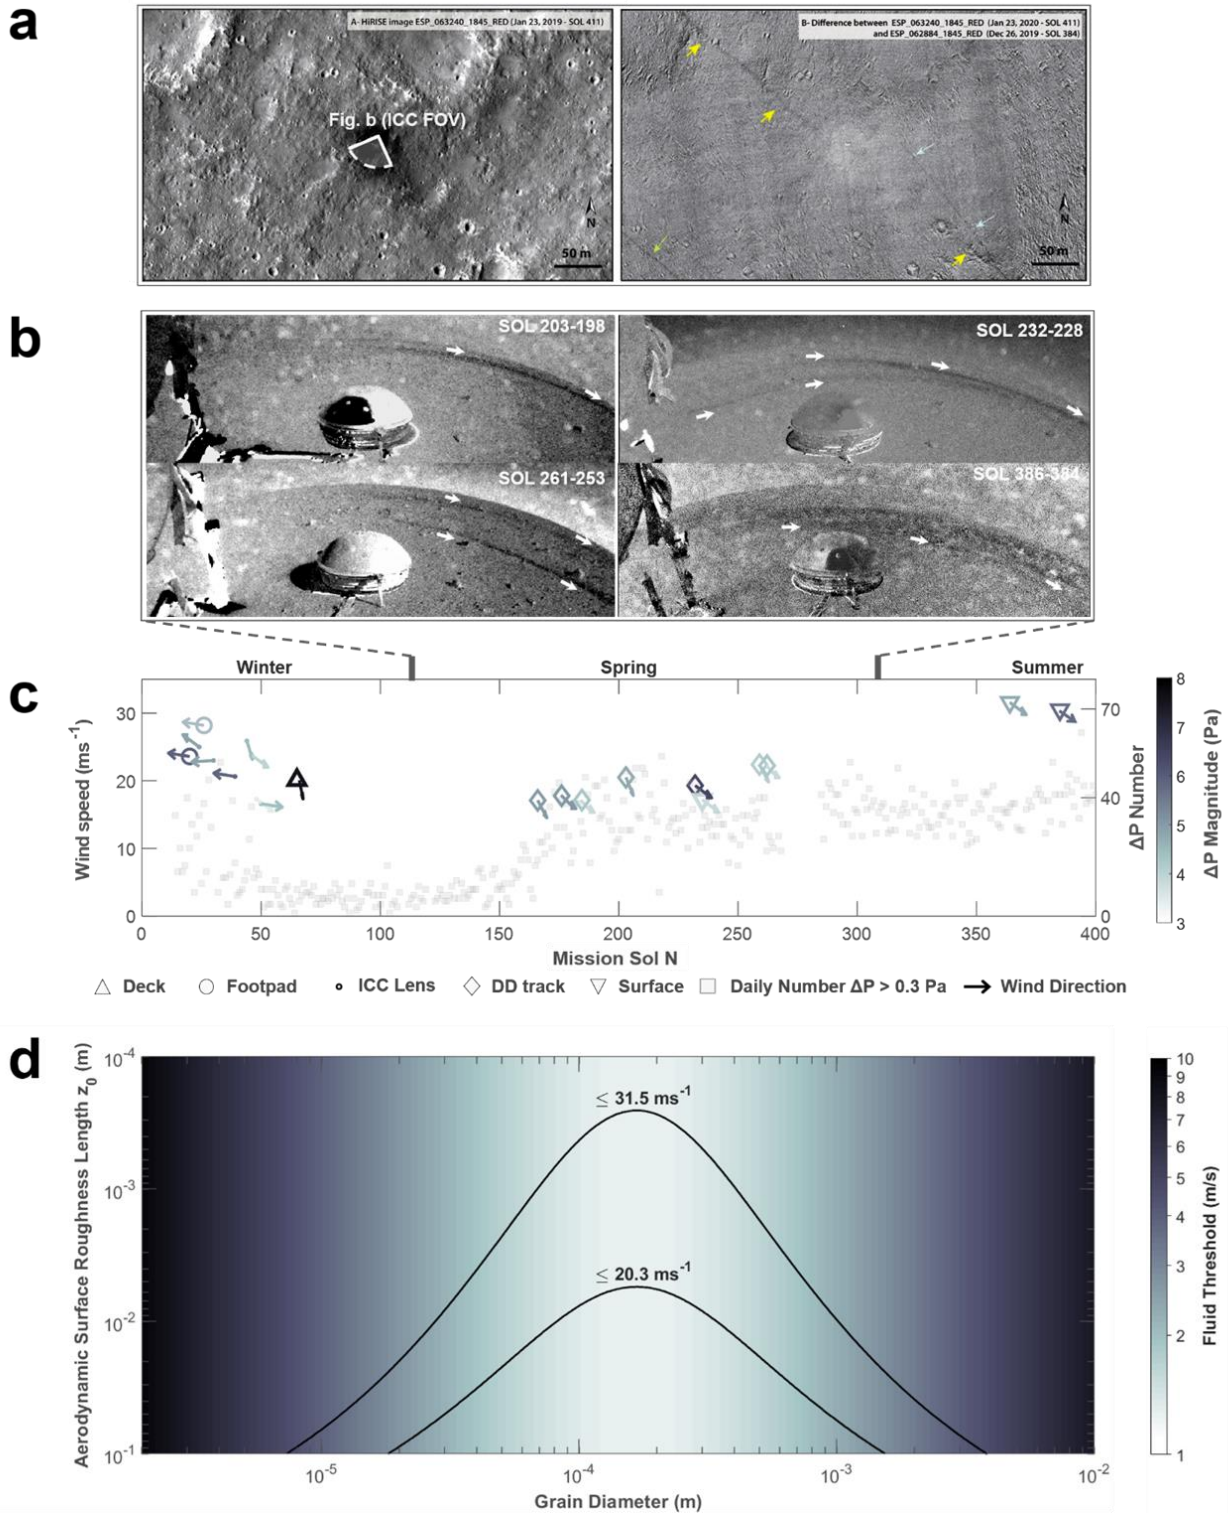 a
A- HiRISE image ESP_063240_1845_RED (Jan 23, 2019 - SOL 411)
Fig. b (ICC FOV)
N
50 m
B- Difference between ESP_063240_1845_RED (Jan 23, 2020 - SOL 411)
and ESP_062884_1845_RED (Dec 26, 2019 - SOL 384)
N
50 m
b
SOL 203-198
SOL 232-228
SOL 261-253
SOL 386-384
c
Winter
Spring
Summer
Wind speed (ms⁻¹)
30
20
10
0
0
50
100
150
200
250
300
350
400
Mission Sol N
70
40
0
ΔP Number
8
7
6
5
4
3
ΔP Magnitude (Pa)
Deck
Footpad
ICC Lens
DD track
Surface
Daily Number ΔP > 0.3 Pa
Wind Direction
d
Aerodynamic Surface Roughness Length z₀ (m)
10⁻⁴
10⁻³
10⁻²
10⁻¹
≤ 31.5 ms⁻¹
≤ 20.3 ms⁻¹
10⁻⁵
10⁻⁴
10⁻³
10⁻²
Grain Diameter (m)
10
9
8
7
6
5
4
3
2
1
Fluid Threshold (m/s)